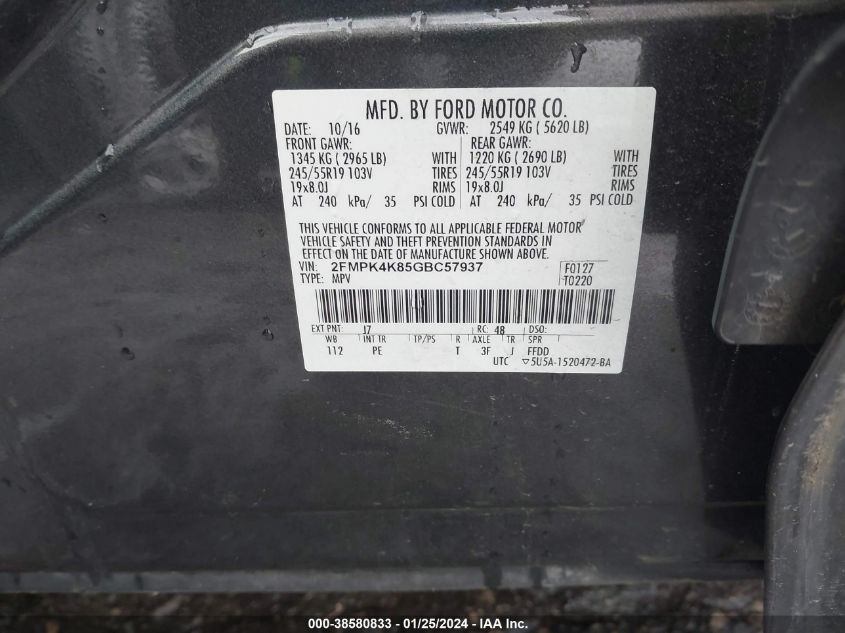 MFD. BY FORD MOTOR CO.
DATE: 10/16 GVWR: 2549 KG ( 5620 LB)
FRONT GAWR: REAR GAWR:
1345 KG ( 2965 LB) WITH 1220 KG ( 2690 LB) WITH
245/55R19 103V TIRES 245/55R19 103V TIRES
19x8.0J RIMS 19x8.0J RIMS
AT 240 kPa/ 35 PSI COLD AT 240 kPa/ 35 PSI COLD
THIS VEHICLE CONFORMS TO ALL APPLICABLE FEDERAL MOTOR
VEHICLE SAFETY AND THEFT PREVENTION STANDARDS IN
EFFECT ON THE DATE OF MANUFACTURE SHOWN ABOVE.
VIN: 2FMPK4K85GBC57937 F0127
TYPE: MPV T0220
EXT PNT: J7 RC: 48 DSO:
WB INT TR TP/PS R AXLE TR SPR
112 PE T 3F J FFDD
UTC ▽5U5A-1520472-BA
000-38580833 / 01/25/2024 / IAA Inc.